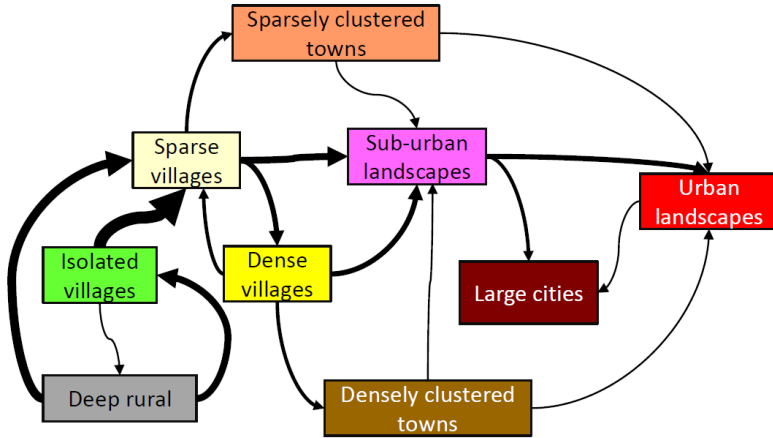 Sparsely clustered
towns
Sparse
villages
Sub-urban
landscapes
Urban
landscapes
Isolated
villages
Dense
villages
Large cities
Deep rural
Densely clustered
towns